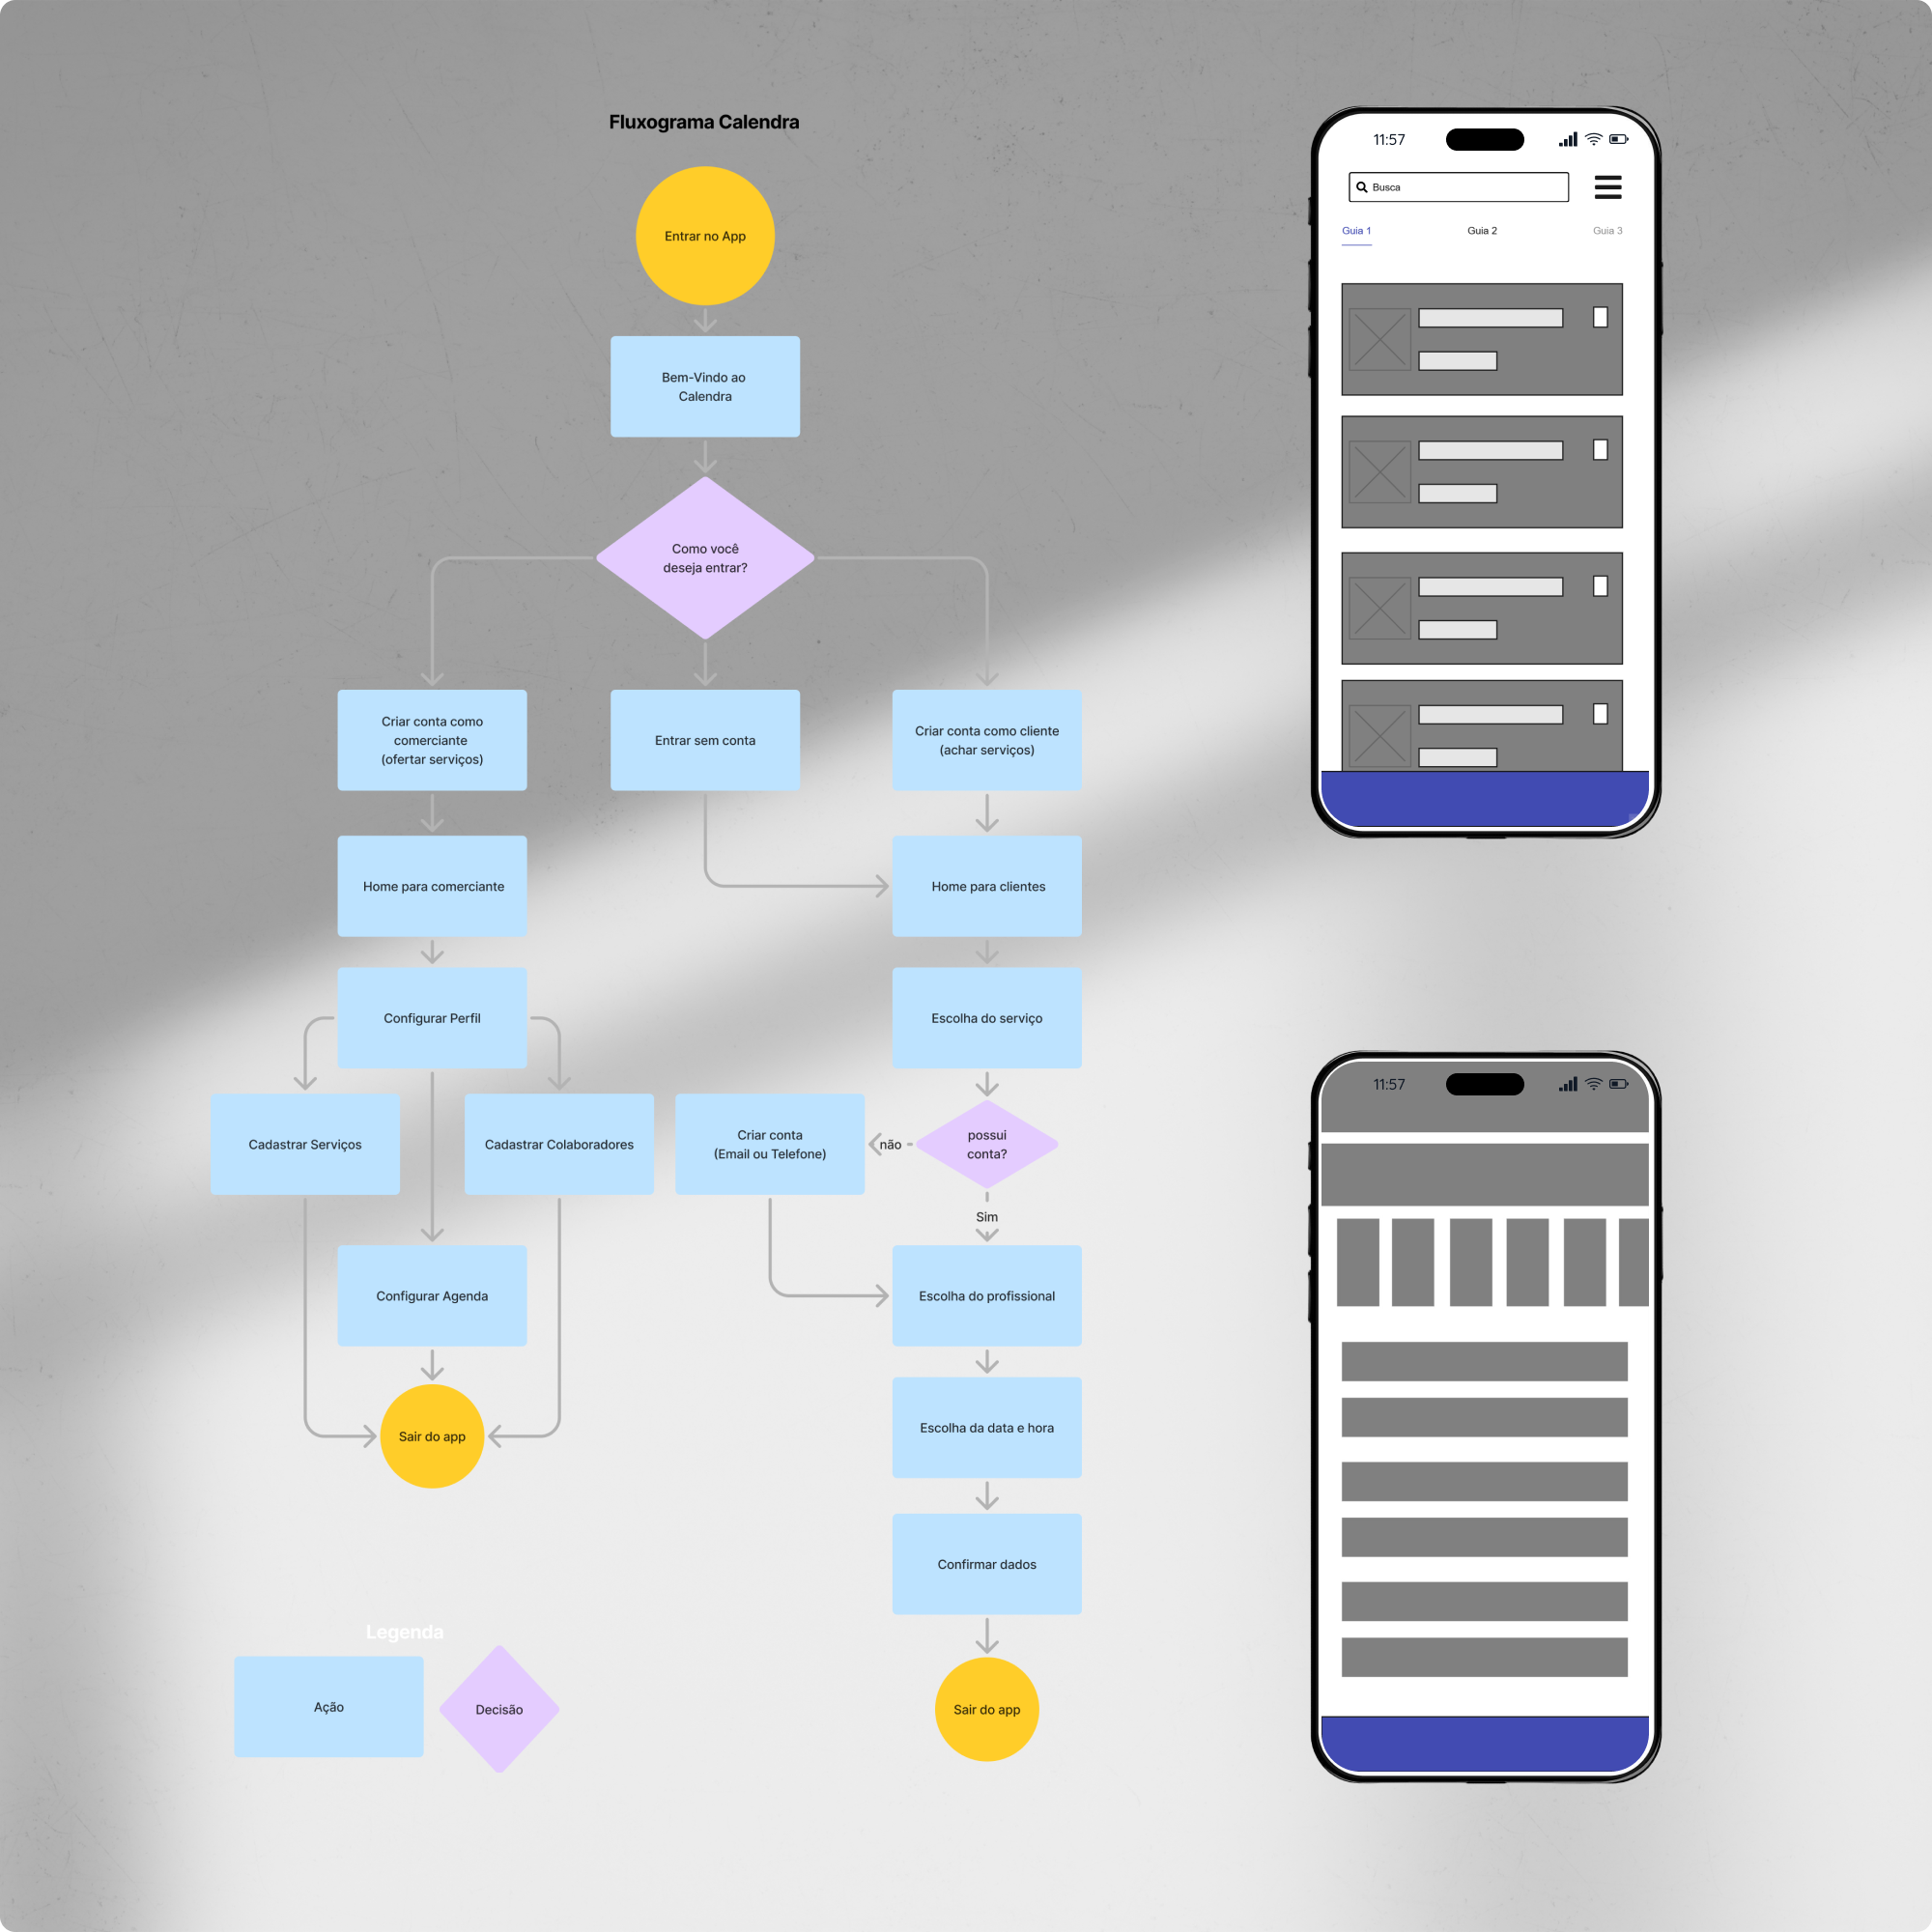 Fluxograma Calendra
Entrar no App
Bem-Vindo ao
Calendra
Como você
deseja entrar?
Criar conta como
comerciante
(ofertar serviços)
Entrar sem conta
Criar conta como cliente
(achar serviços)
Home para comerciante
Home para clientes
Configurar Perfil
Escolha do serviço
Cadastrar Serviços
Cadastrar Colaboradores
Criar conta
(Email ou Telefone)
não
possui
conta?
Sim
Configurar Agenda
Escolha do profissional
Sair do app
Escolha da data e hora
Confirmar dados
Sair do app
Legenda
Ação
Decisão
11:57
Busca
Guia 1
Guia 2
Guia 3
11:57